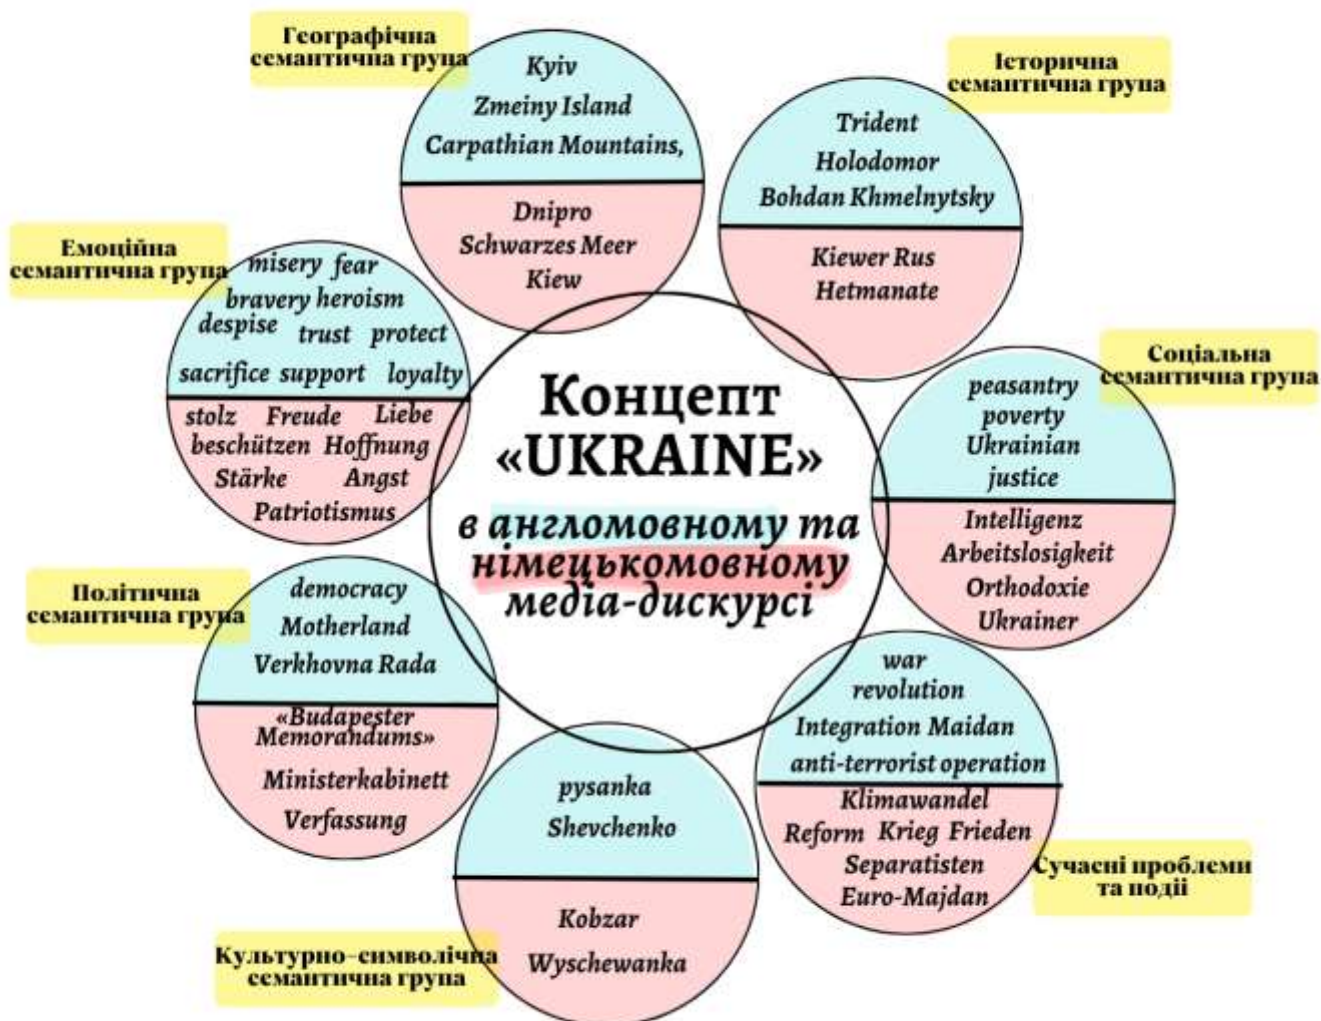 Географічна
семантична група
Kyiv
Zmeiny Island
Carpathian Mountains,
Dnipro
Schwarzes Meer
Kiew
Історична
семантична група
Trident
Holodomor
Bohdan Khmelnytsky
Kiewer Rus
Hetmanate
Емоційна
семантична група
misery fear
bravery heroism
despise trust protect
sacrifice support loyalty
stolz Freude Liebe
beschützen Hoffnung
Stärke Angst
Patriotismus
Концепт
«UKRAINE»
в англомовному та
німецькомовному
медіа-дискурсі
Соціальна
семантична група
peasantry
poverty
Ukrainian
justice
Intelligenz
Arbeitslosigkeit
Orthodoxie
Ukrainer
Політична
семантична група
democracy
Motherland
Verkhovna Rada
«Budapester
Memorandums»
Ministerkabinett
Verfassung
war
revolution
Integration Maidan
anti-terrorist operation
Klimawandel
Reform Krieg Frieden
Separatisten
Euro-Majdan
Сучасні проблеми
та події
pysanka
Shevchenko
Kobzar
Wyschewanka
Культурно-символічна
семантична група